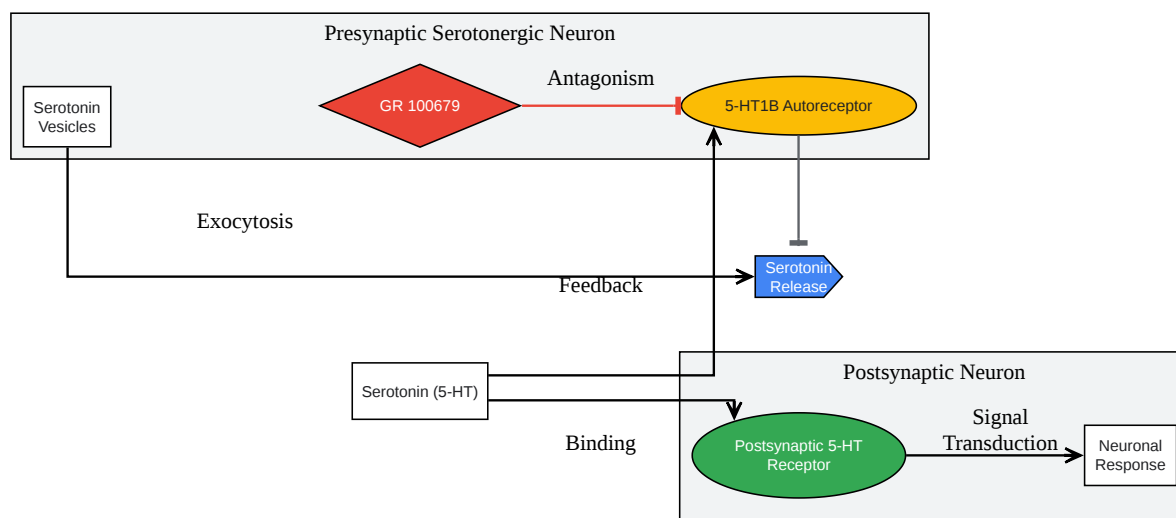 Presynaptic Serotonergic Neuron
Antagonism
Serotonin
Vesicles
GR 100679
5-HT1B Autoreceptor
Exocytosis
Serotonin
Release
Feedback
Postsynaptic Neuron
Serotonin (5-HT)
Signal
Transduction
Binding
Postsynaptic 5-HT
Receptor
Neuronal
Response